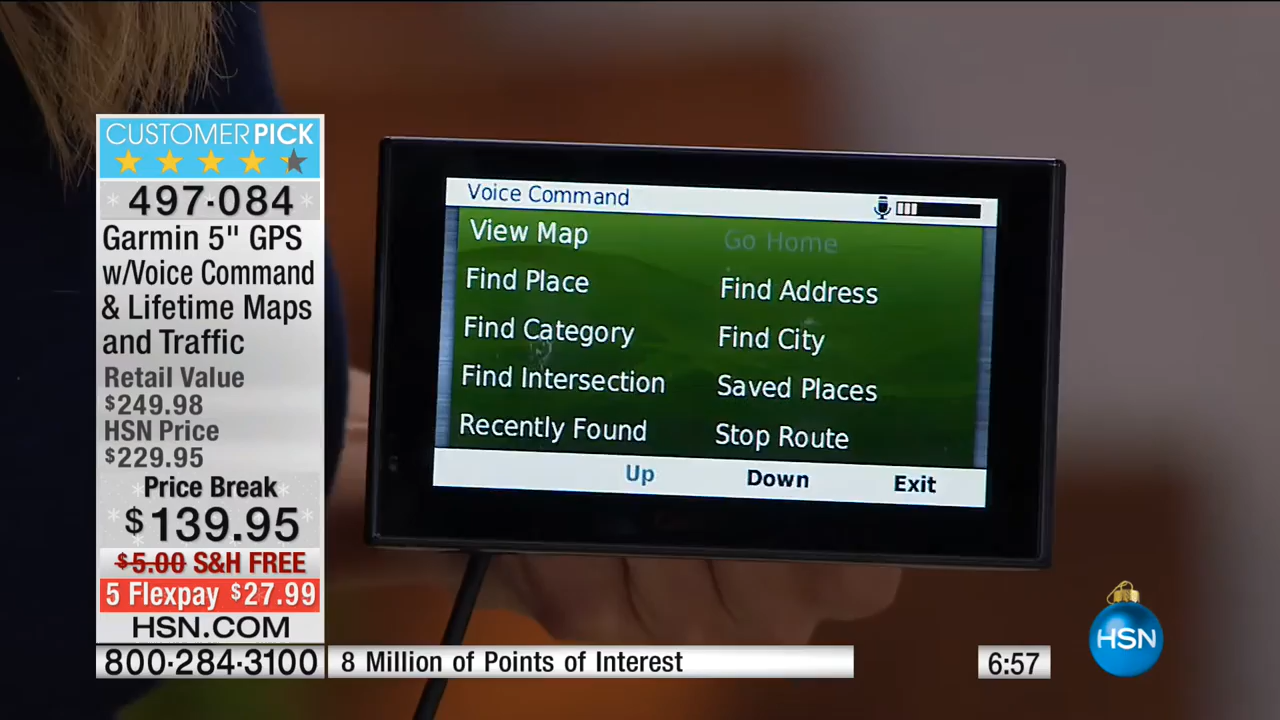 CUSTOMERPICK
497·084
Garmin 5" GPS
w/Voice Command
& Lifetime Maps
and Traffic
Retail Value
$249.98
HSN Price
$229.95
Price Break
$139.95
$5.00 S&H FREE
5 Flexpay $27.99
HSN.COM
800·284·3100
8 Million of Points of Interest
6:57
HSN
Voice Command
View Map
Go Home
Find Place
Find Address
Find Category
Find City
Find Intersection
Saved Places
Recently Found
Stop Route
Up
Down
Exit